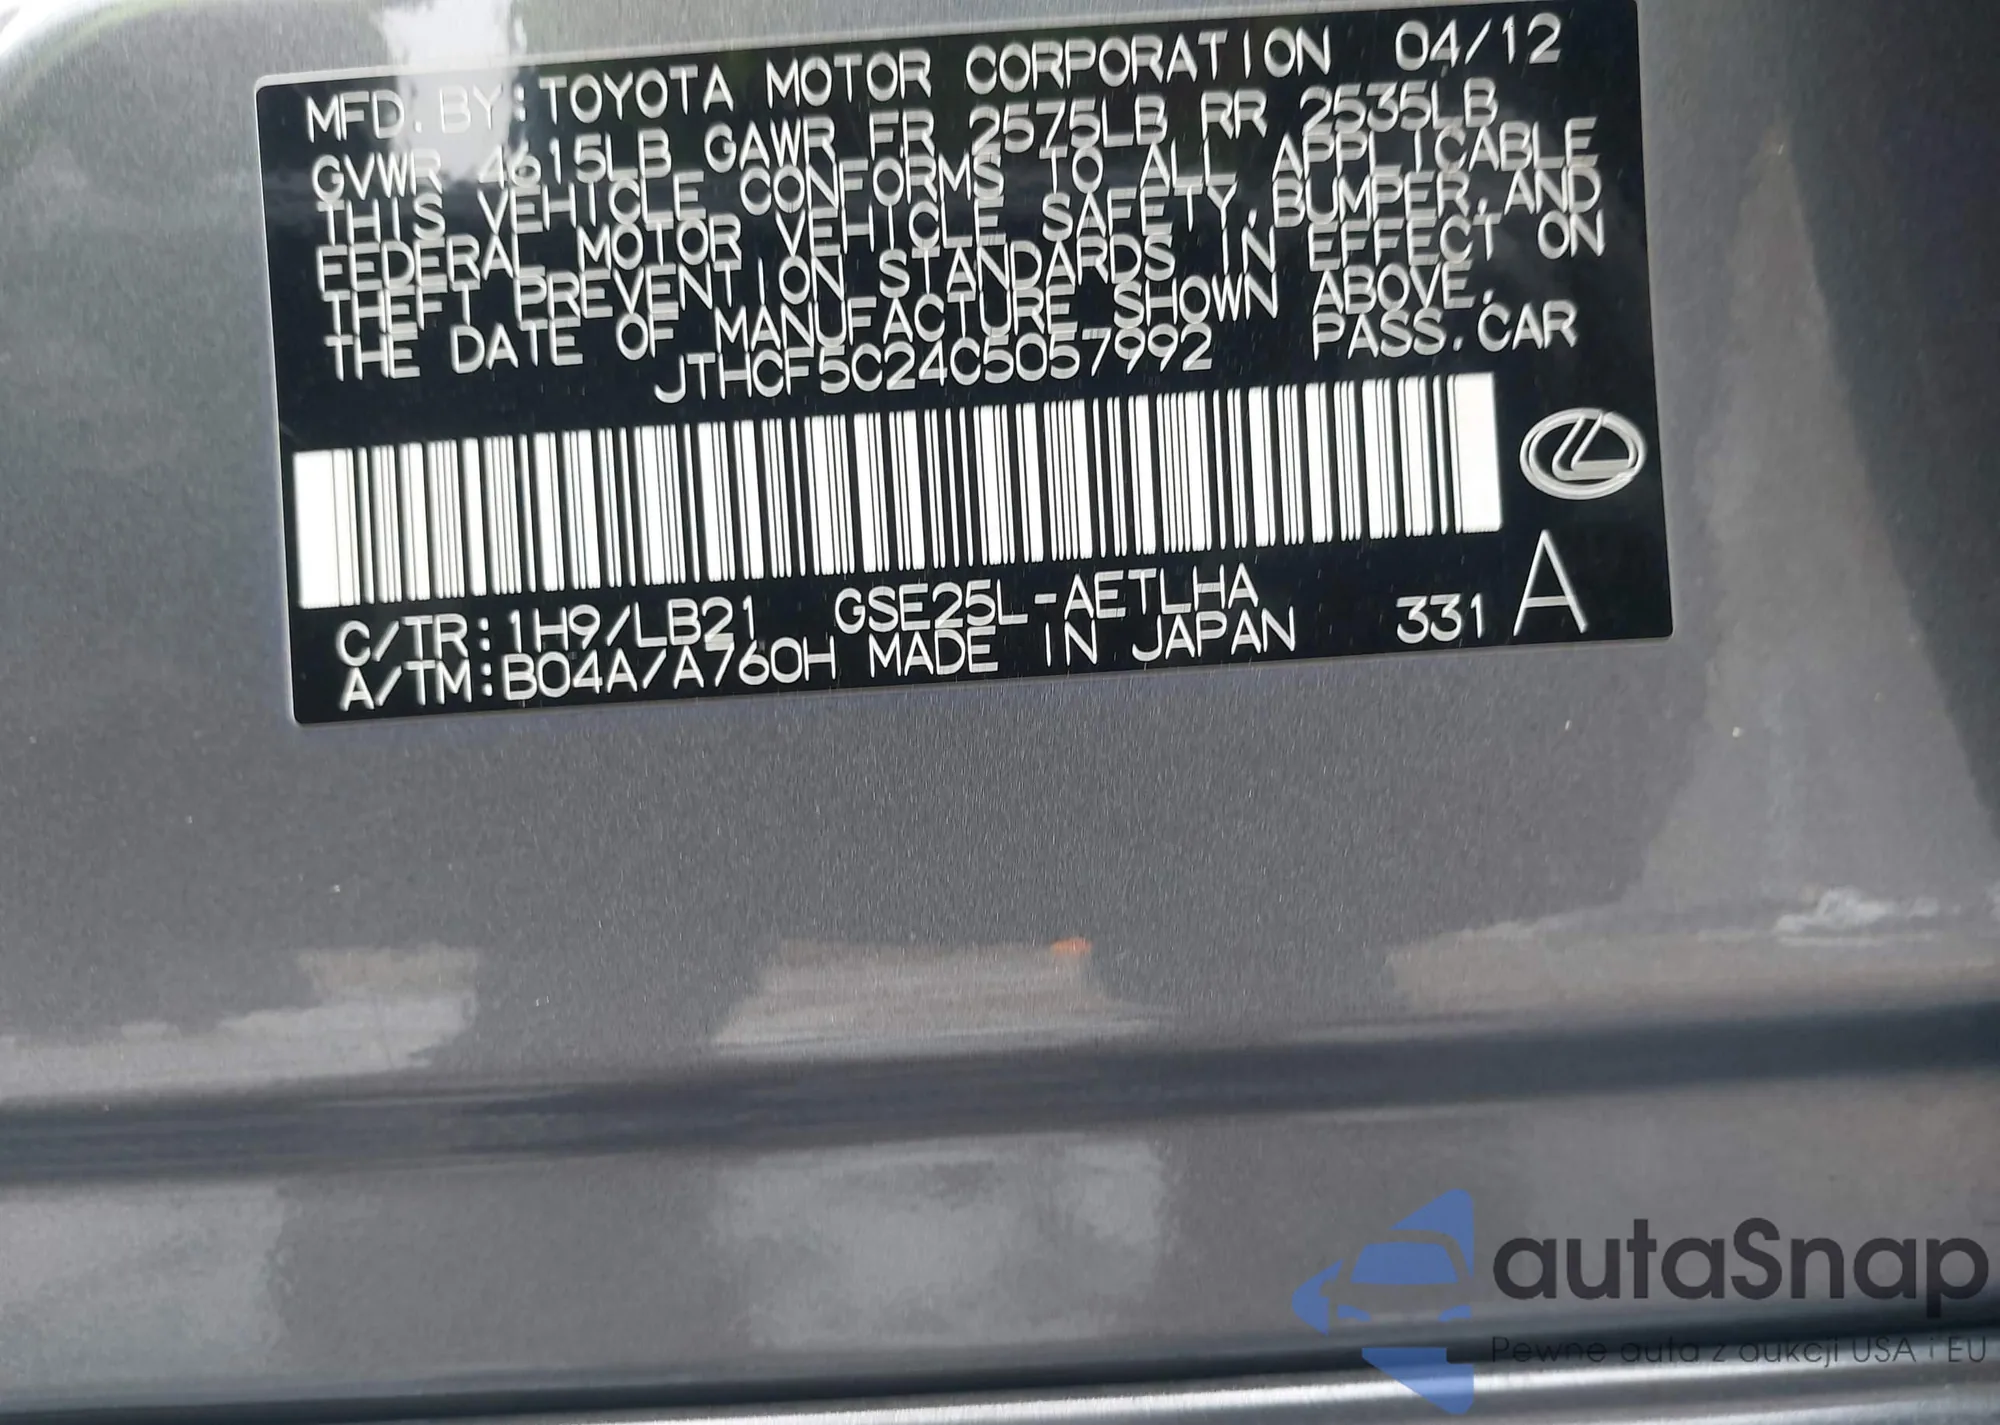 MFD. BY:TOYOTA MOTOR CORPORATION 04/12
GVWR 4615LB GAWR FR 2575LB RR 2535LB
THIS VEHICLE CONFORMS TO ALL APPLICABLE
FEDERAL MOTOR VEHICLE SAFETY,BUMPER,AND
THEFT PREVENTION STANDARDS IN EFFECT ON
THE DATE OF MANUFACTURE SHOWN ABOVE.
JTHCF5C24C5057992 PASS.CAR
C/TR:1H9/LB21 GSE25L-AETLHA
A/TM:B04A/A760H MADE IN JAPAN 331 A
autaSnap
Pewne auta z aukcji USA i EU